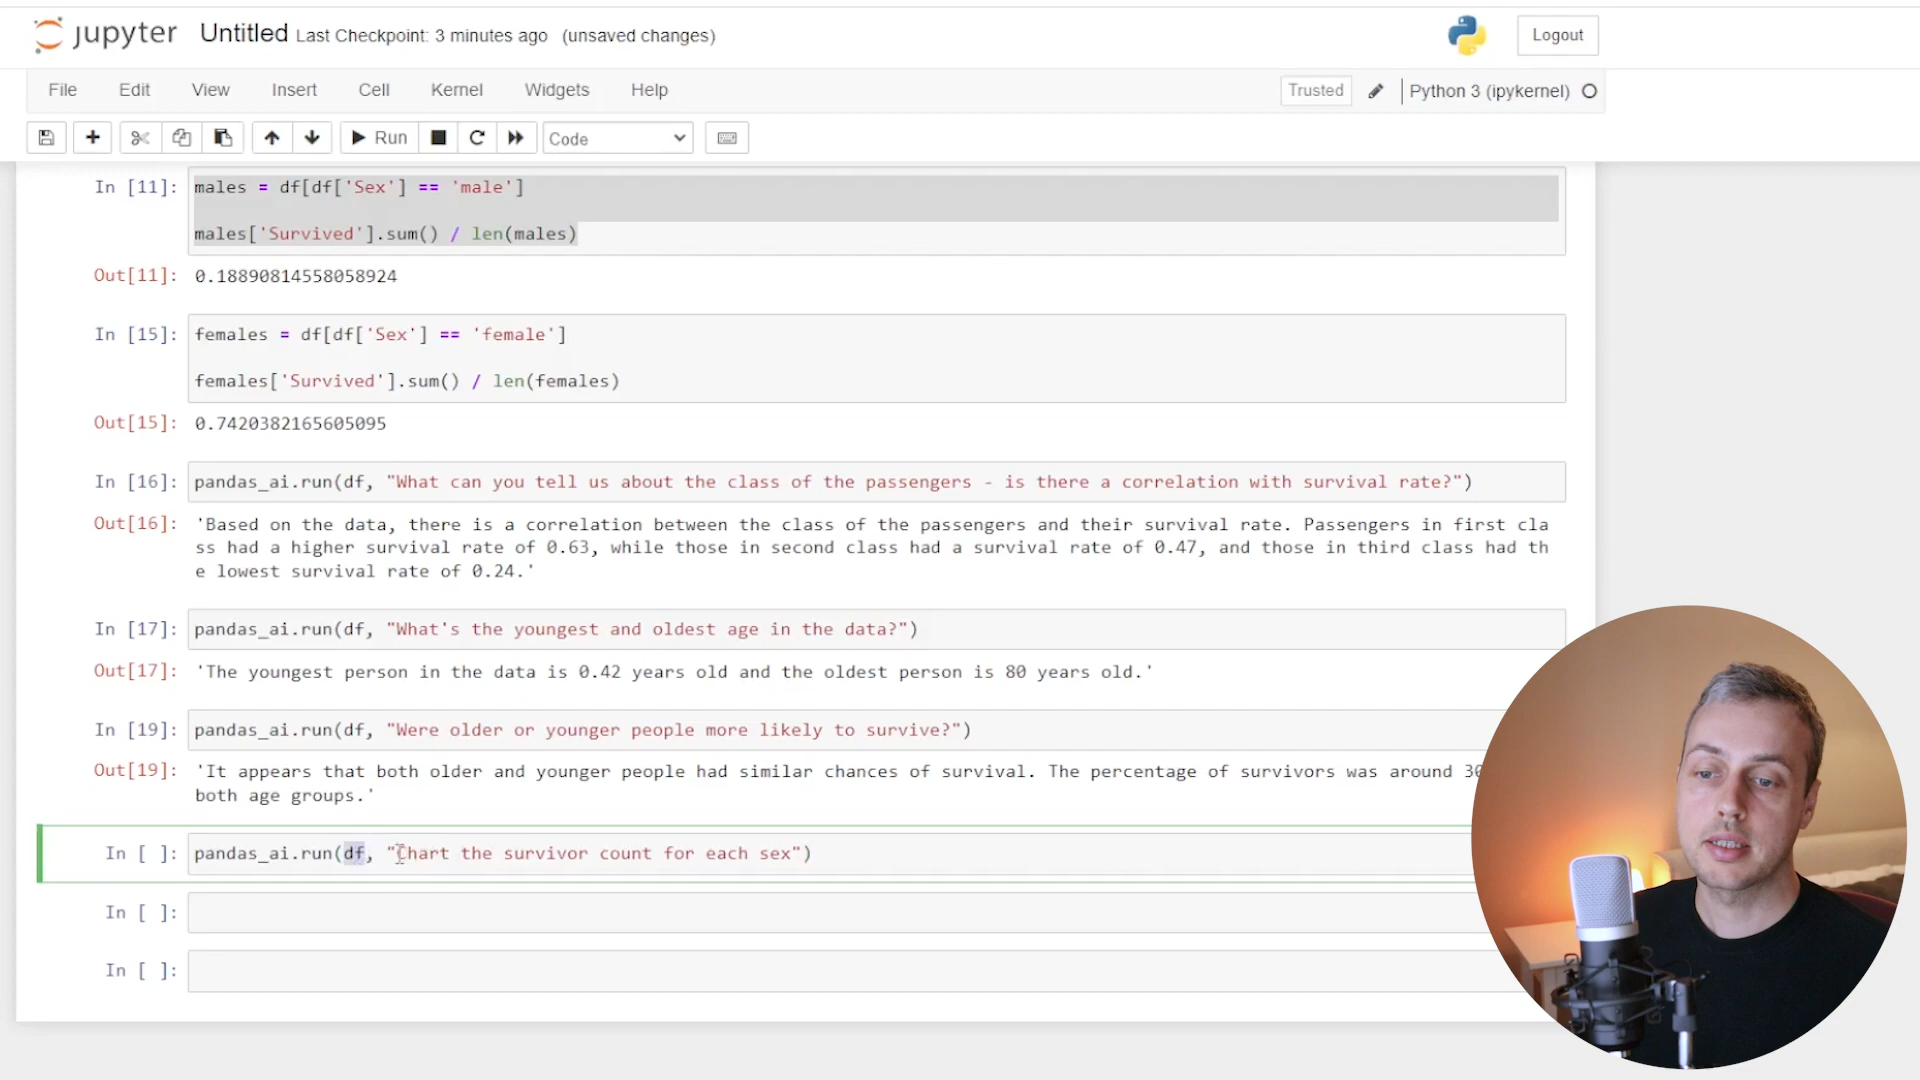 jupyter Untitled Last Checkpoint: 3 minutes ago (unsaved changes) Logout
File Edit View Insert Cell Kernel Widgets Help Trusted Python 3 (ipykernel)
Run Code
In [11]: males = df[df['Sex'] == 'male']
males['Survived'].sum() / len(males)
Out[11]: 0.18890814558058924
In [15]: females = df[df['Sex'] == 'female']
females['Survived'].sum() / len(females)
Out[15]: 0.7420382165605095
In [16]: pandas_ai.run(df, "What can you tell us about the class of the passengers - is there a correlation with survival rate?")
Out[16]: 'Based on the data, there is a correlation between the class of the passengers and their survival rate. Passengers in first cla
ss had a higher survival rate of 0.63, while those in second class had a survival rate of 0.47, and those in third class had th
e lowest survival rate of 0.24.'
In [17]: pandas_ai.run(df, "What's the youngest and oldest age in the data?")
Out[17]: 'The youngest person in the data is 0.42 years old and the oldest person is 80 years old.'
In [19]: pandas_ai.run(df, "Were older or younger people more likely to survive?")
Out[19]: 'It appears that both older and younger people had similar chances of survival. The percentage of survivors was around
both age groups.'
In [ ]: pandas_ai.run(df, "Chart the survivor count for each sex")
In [ ]:
In [ ]: